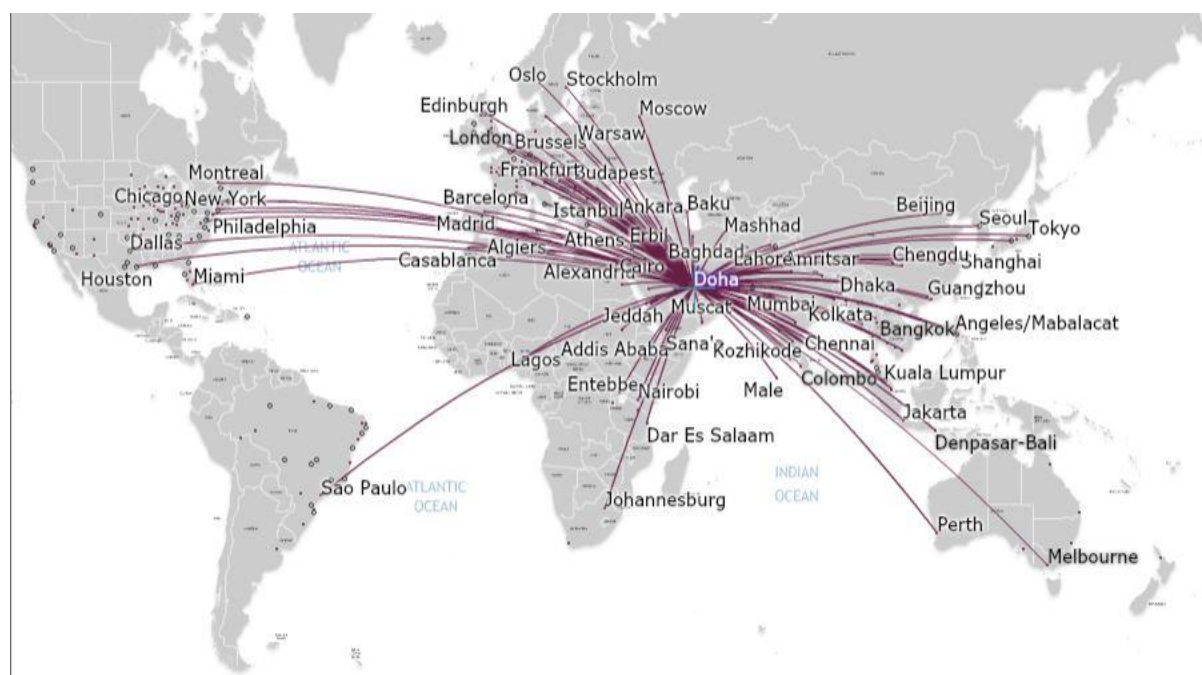 Oslo
Stockholm
Moscow
Edinburgh
London
Brussels
Warsaw
Frankfurt
Budapest
Montreal
Chicago
New York
Barcelona
Istanbul
Ankara
Baku
Beijing
Seoul
Philadelphia
Madrid
Mashhad
Tokyo
Dallas
ATLANTIC
OCEAN
Algiers
Athens
Erbil
Baghdad
Lahore
Amritsar
Chengdu
Shanghai
Houston
Miami
Casablanca
Alexandria
Cairo
Doha
Dhaka
Guangzhou
Jeddah
Muscat
Mumbai
Kolkata
Bangkok
Angeles/Mabalacat
Lagos
Addis Ababa
Sana'a
Kozhikode
Chennai
Entebbe
Nairobi
Male
Colombo
Kuala Lumpur
Jakarta
Dar Es Salaam
Denpasar-Bali
Sao Paulo
ATLANTIC
OCEAN
Johannesburg
INDIAN
OCEAN
Perth
Melbourne